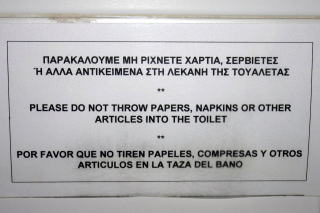 ΠΑΡΑΚΑΛΟΥΜΕ ΜΗ ΡΙΧΝΕΤΕ ΧΑΡΤΙΑ, ΣΕΡΒΙΕΤΕΣ
Ή ΑΛΛΑ ΑΝΤΙΚΕΙΜΕΝΑ ΣΤΗ ΛΕΚΑΝΗ ΤΗΣ ΤΟΥΑΛΕΤΑΣ
**
PLEASE DO NOT THROW PAPERS, NAPKINS OR OTHER
ARTICLES INTO THE TOILET
**
POR FAVOR QUE NO TIREN PAPELES, COMPRESAS Y OTROS
ARTICULOS EN LA TAZA DEL BANO